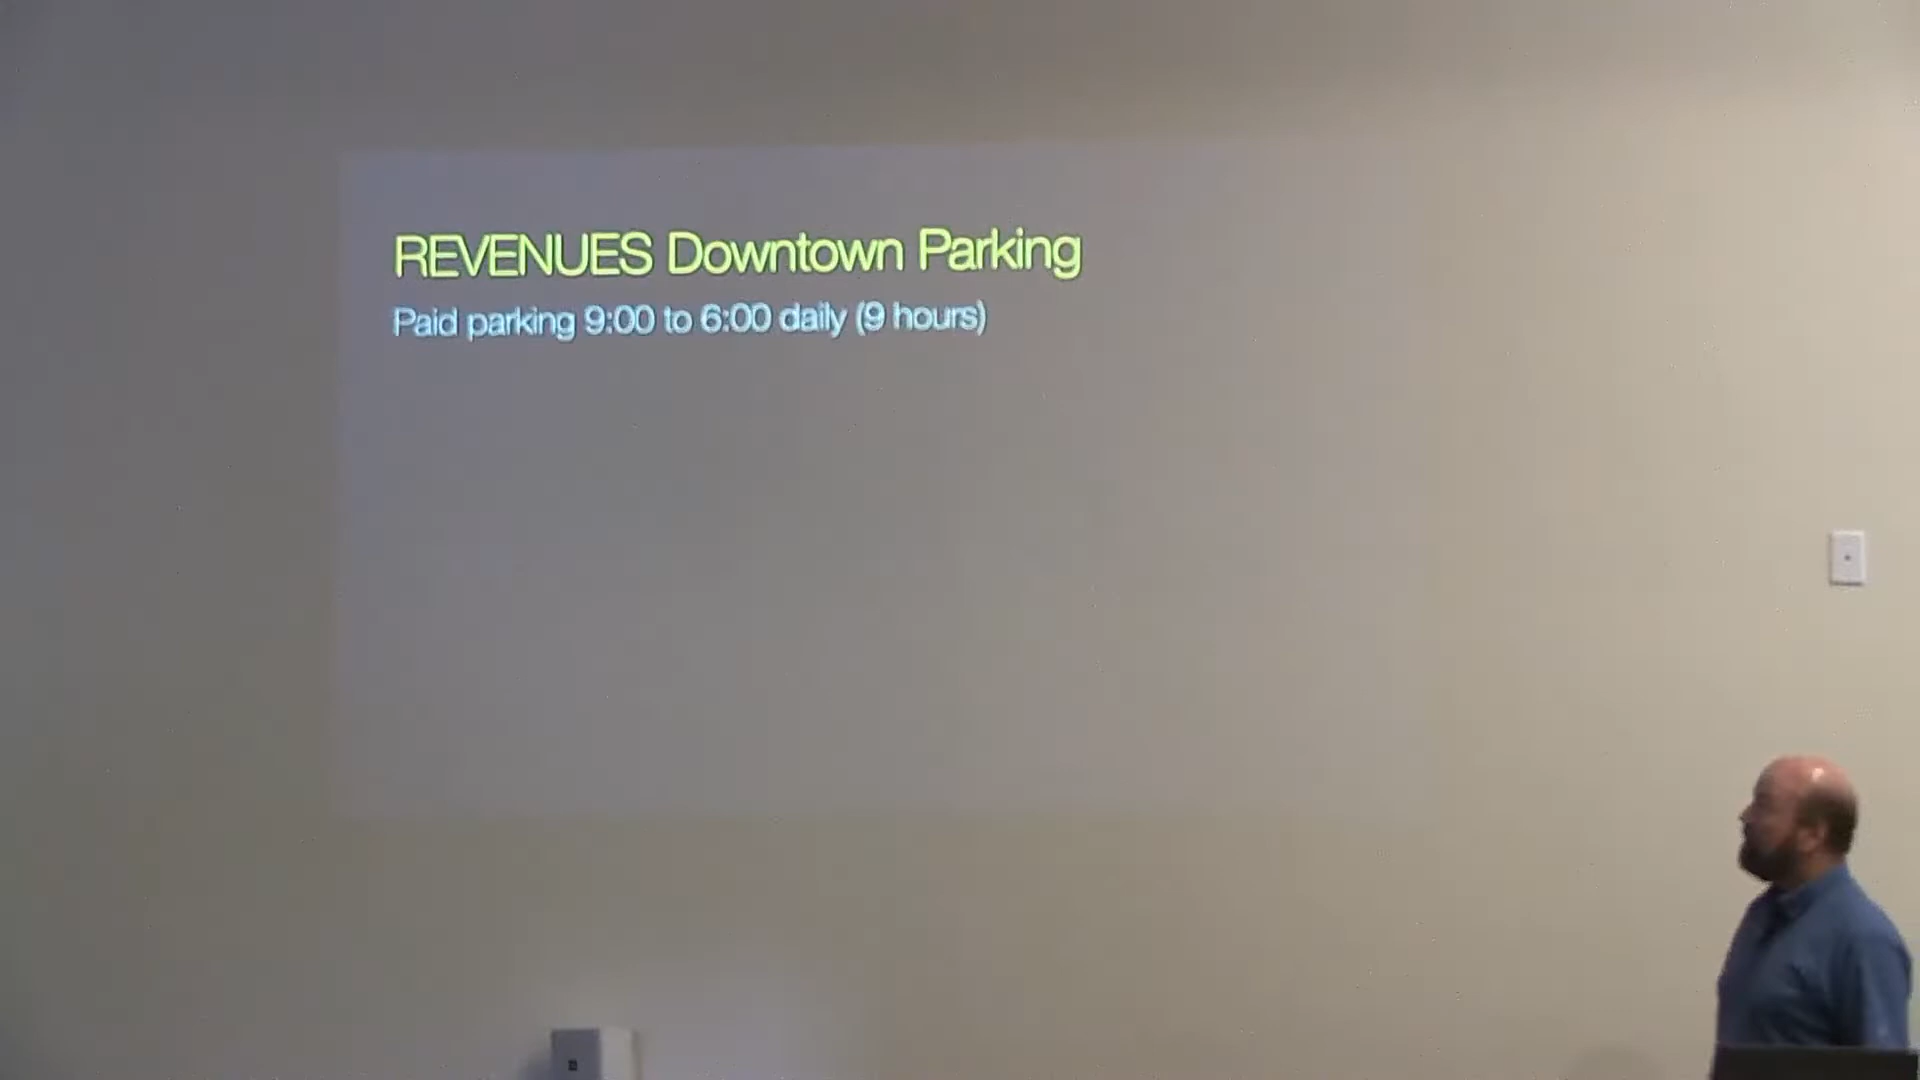 REVENUES Downtown Parking
Paid parking 9:00 to 6:00 daily (9 hours)